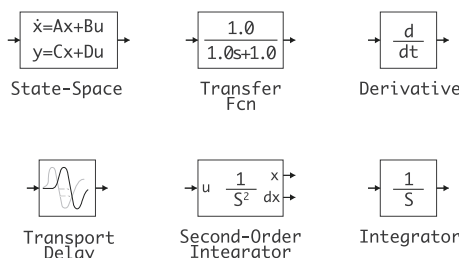 ẋ=Ax+Bu
y=Cx+Du
State-Space
1.0
1.0s+1.0
Transfer
Fcn
d
dt
Derivative
Transport
Delay
u
1
S²
x
dx
Second-Order
Integrator
1
S
Integrator